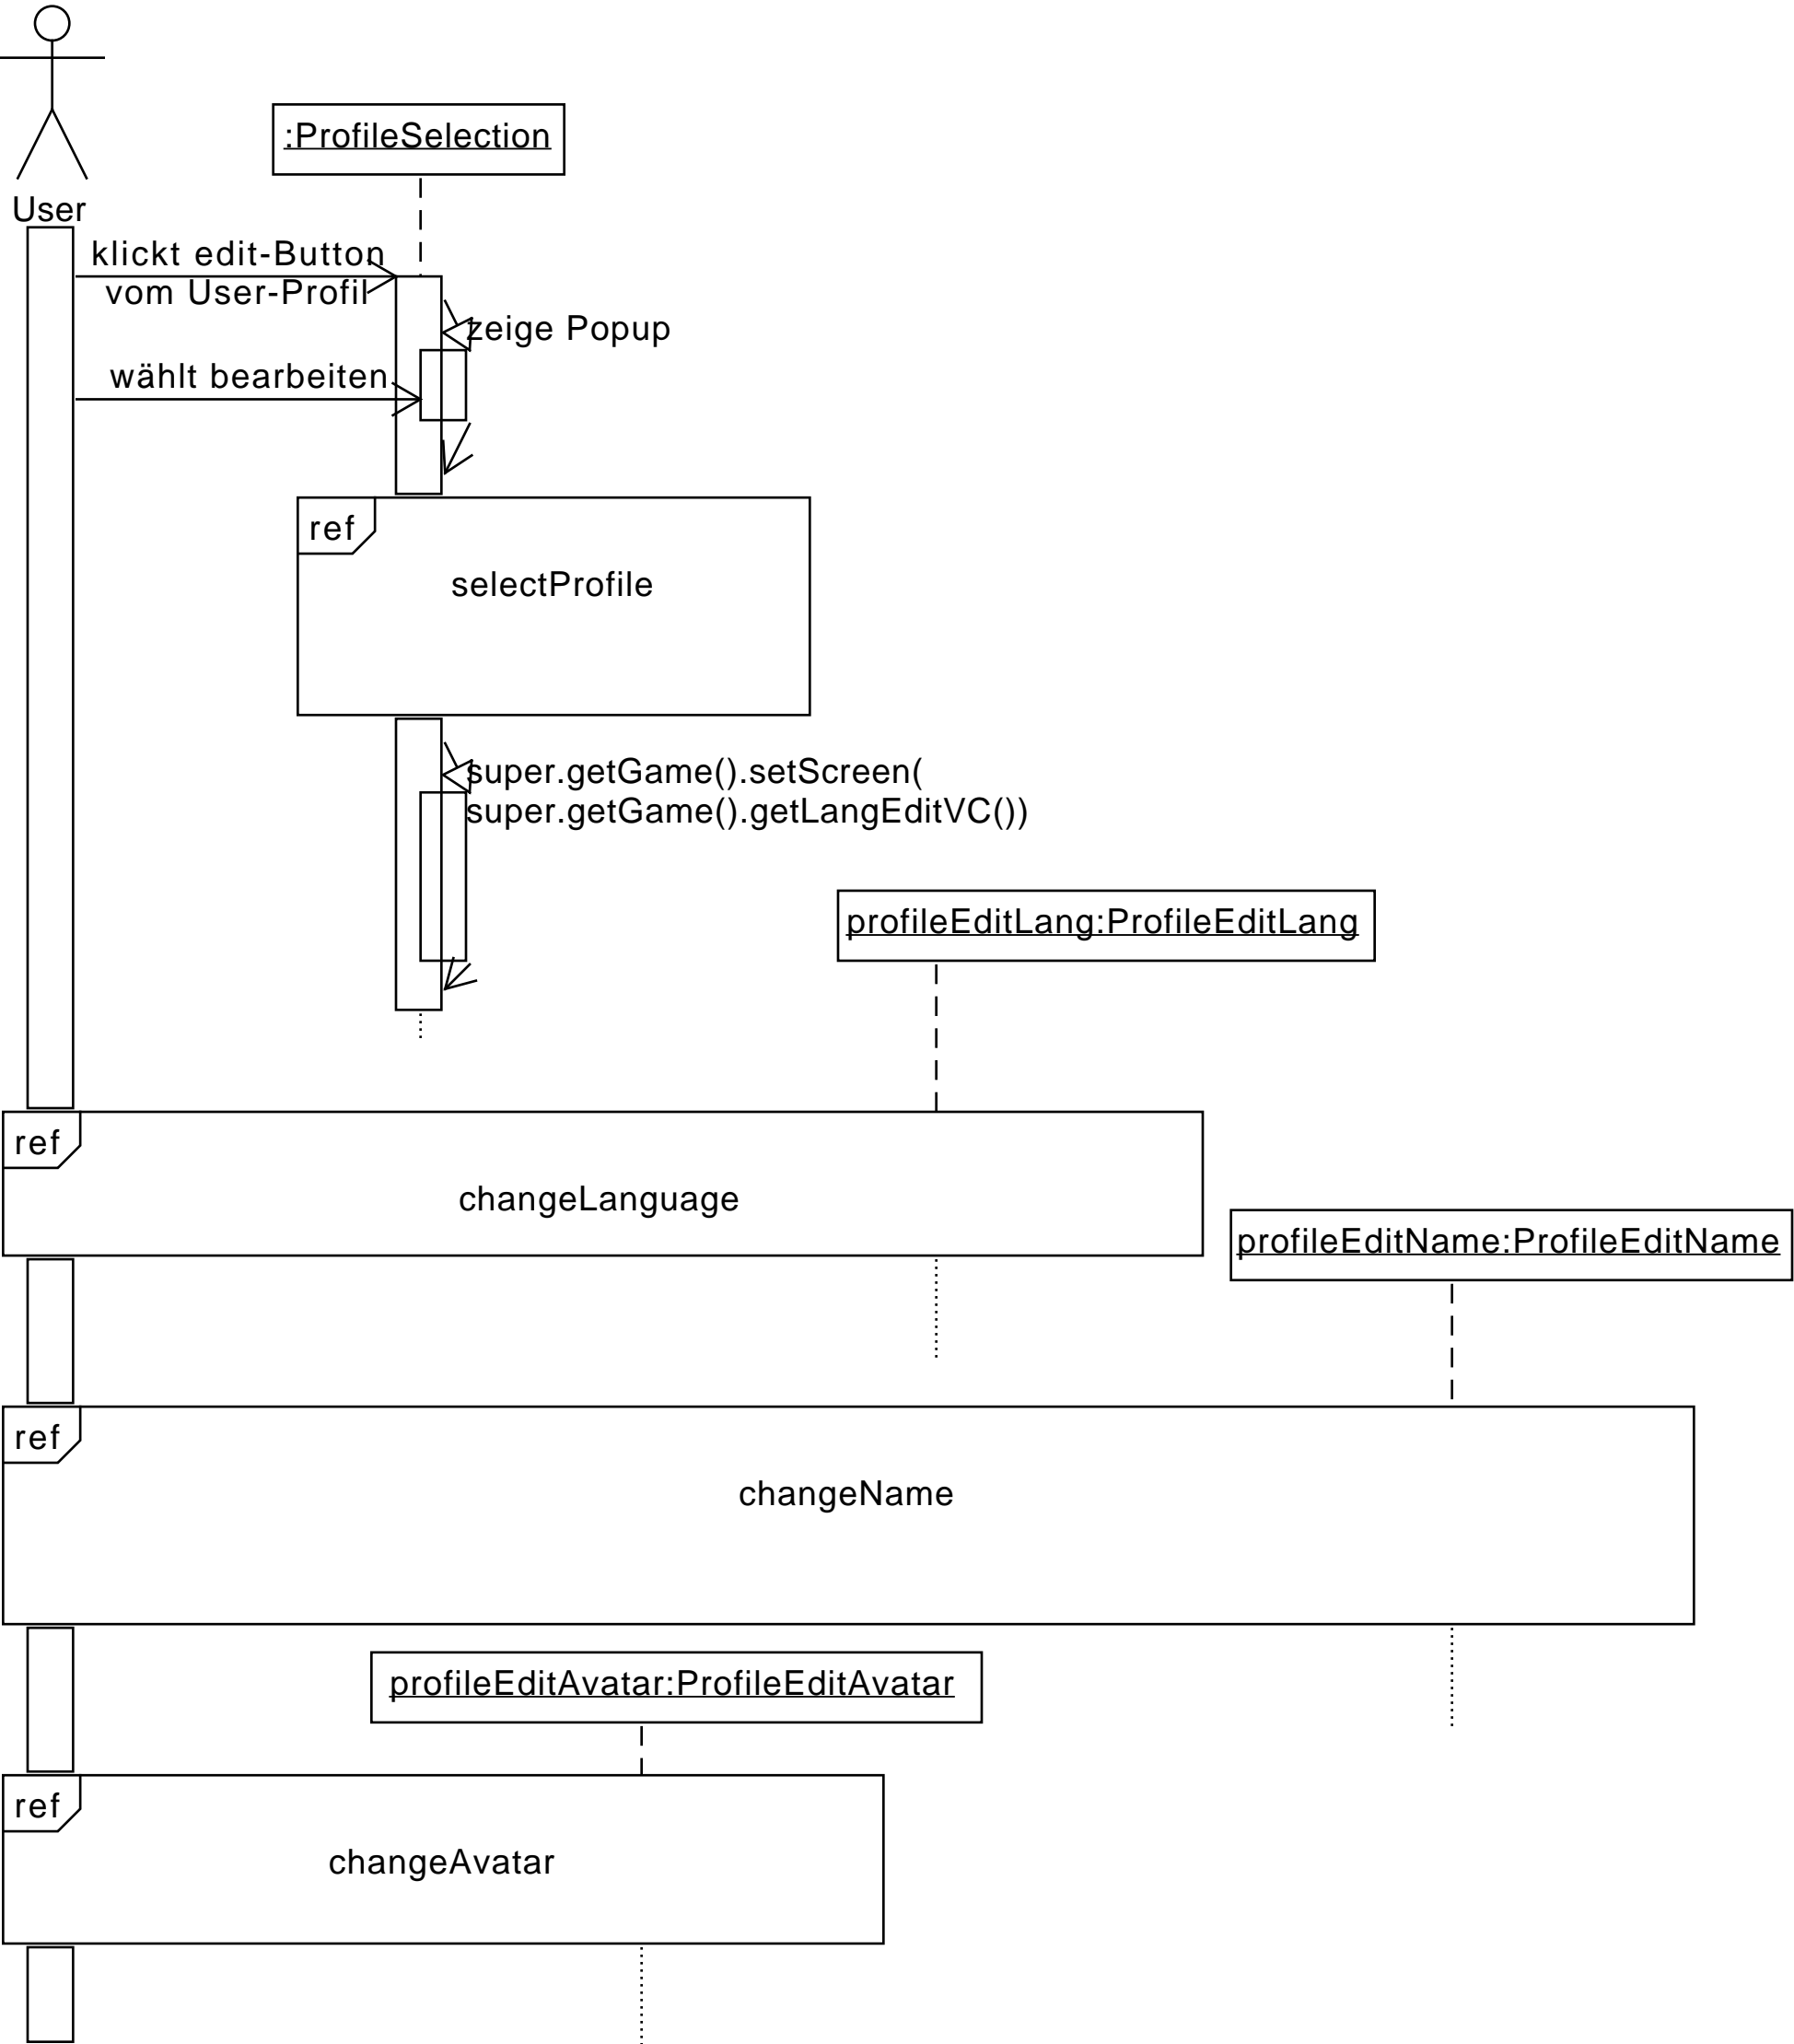 :ProfileSelection
User
klickt edit-Button
vom User-Profil
zeige Popup
wählt bearbeiten
ref
selectProfile
super.getGame().setScreen(
super.getGame().getLangEditVC())
profileEditLang:ProfileEditLang
ref
changeLanguage
profileEditName:ProfileEditName
ref
changeName
profileEditAvatar:ProfileEditAvatar
ref
changeAvatar